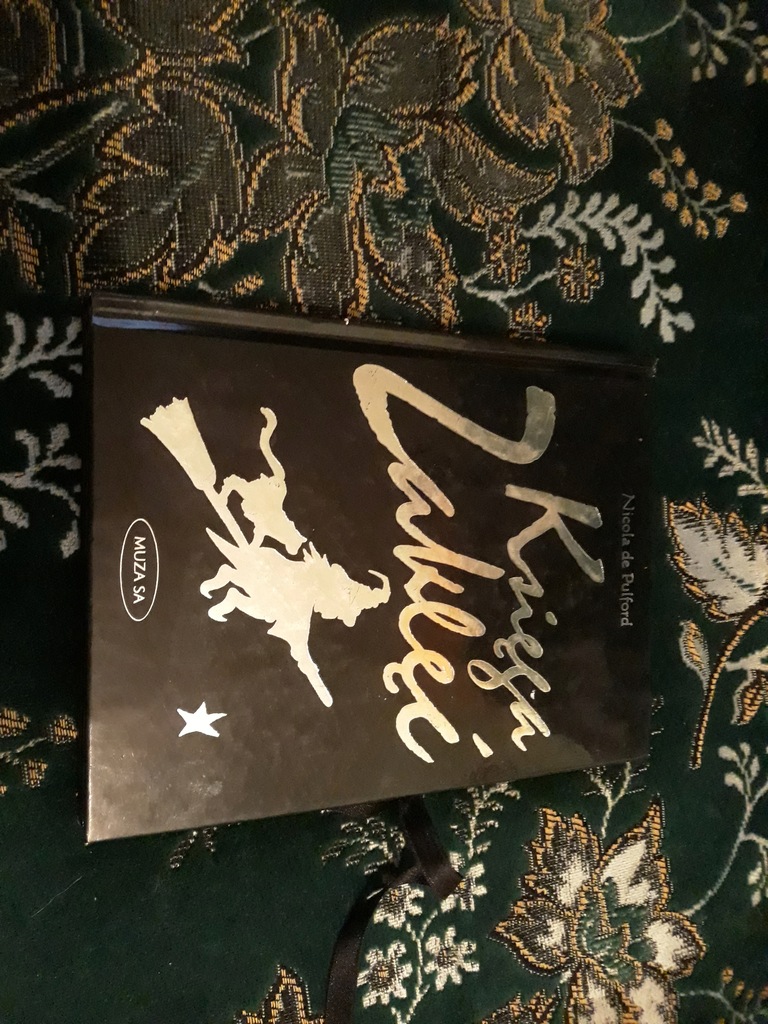 Nicola de Pulford
Księga
Zaklęć
MUZA SA